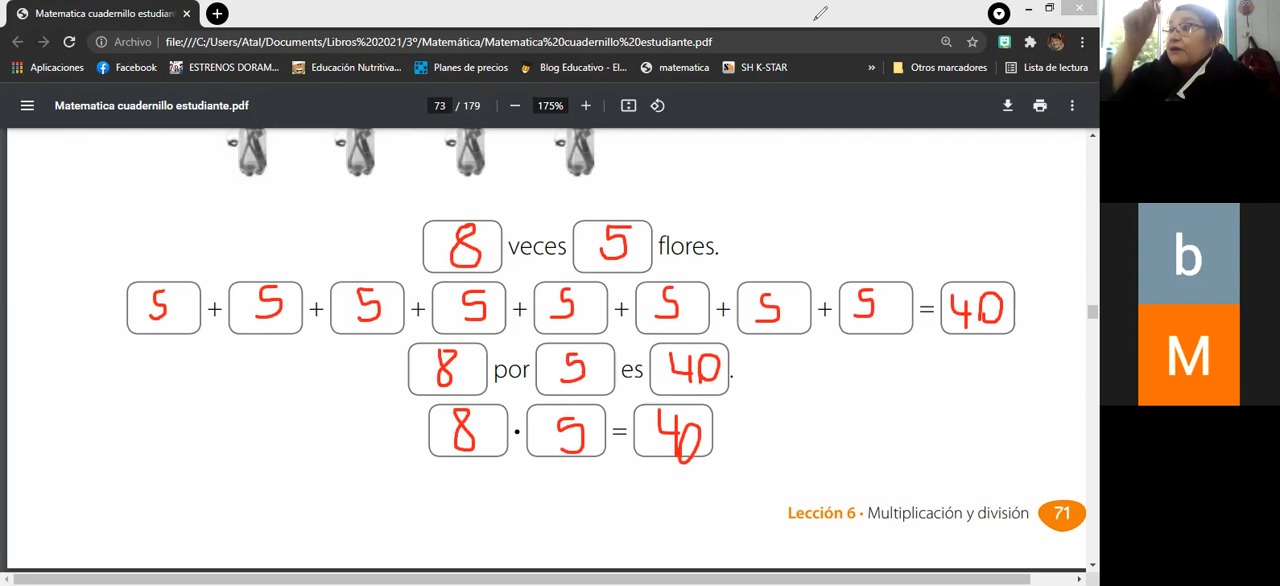 Matematica cuadernillo estudian
Archivo file:///C:/Users/Atal/Documents/Libros%202021/3º/Matemática/Matematica%20cuadernillo%20estudiante.pdf
Aplicaciones Facebook ESTRENOS DORAM... Educación Nutritiva... Planes de precios Blog Educativo - El... matematica SH K-STAR » Otros marcadores Lista de lectura
Matematica cuadernillo estudiante.pdf 73 / 179 − 175% +
8 veces 5 flores.
5 + 5 + 5 + 5 + 5 + 5 + 5 + 5 = 40
8 por 5 es 40.
8 · 5 = 40
Lección 6 · Multiplicación y división 71
b
M